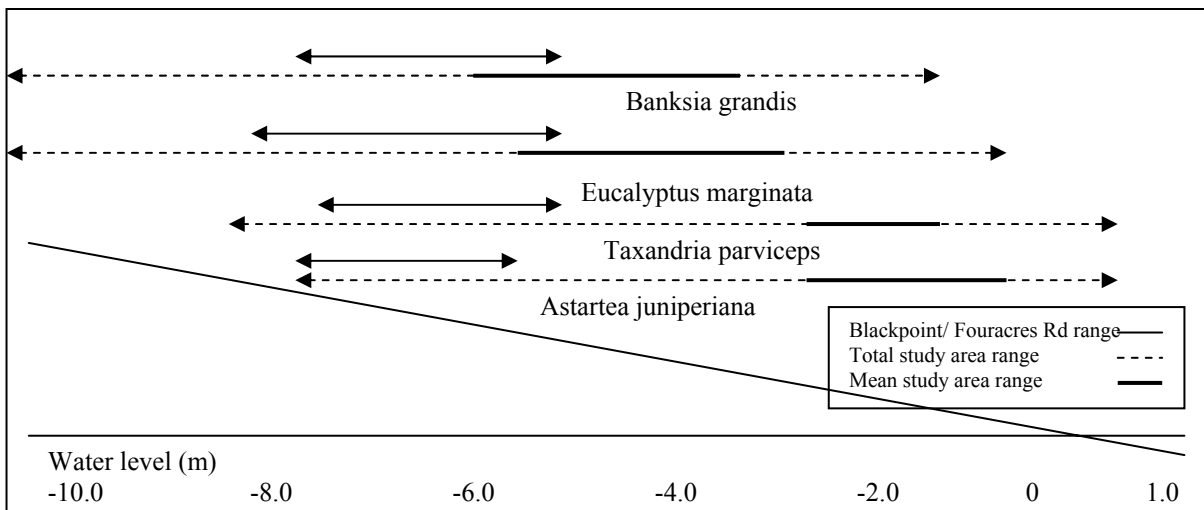 Banksia grandis
Eucalyptus marginata
Taxandria parviceps
Astartea juniperiana
Blackpoint/ Fouracres Rd range
Total study area range
Mean study area range
Water level (m)
-10.0 -8.0 -6.0 -4.0 -2.0 0 1.0